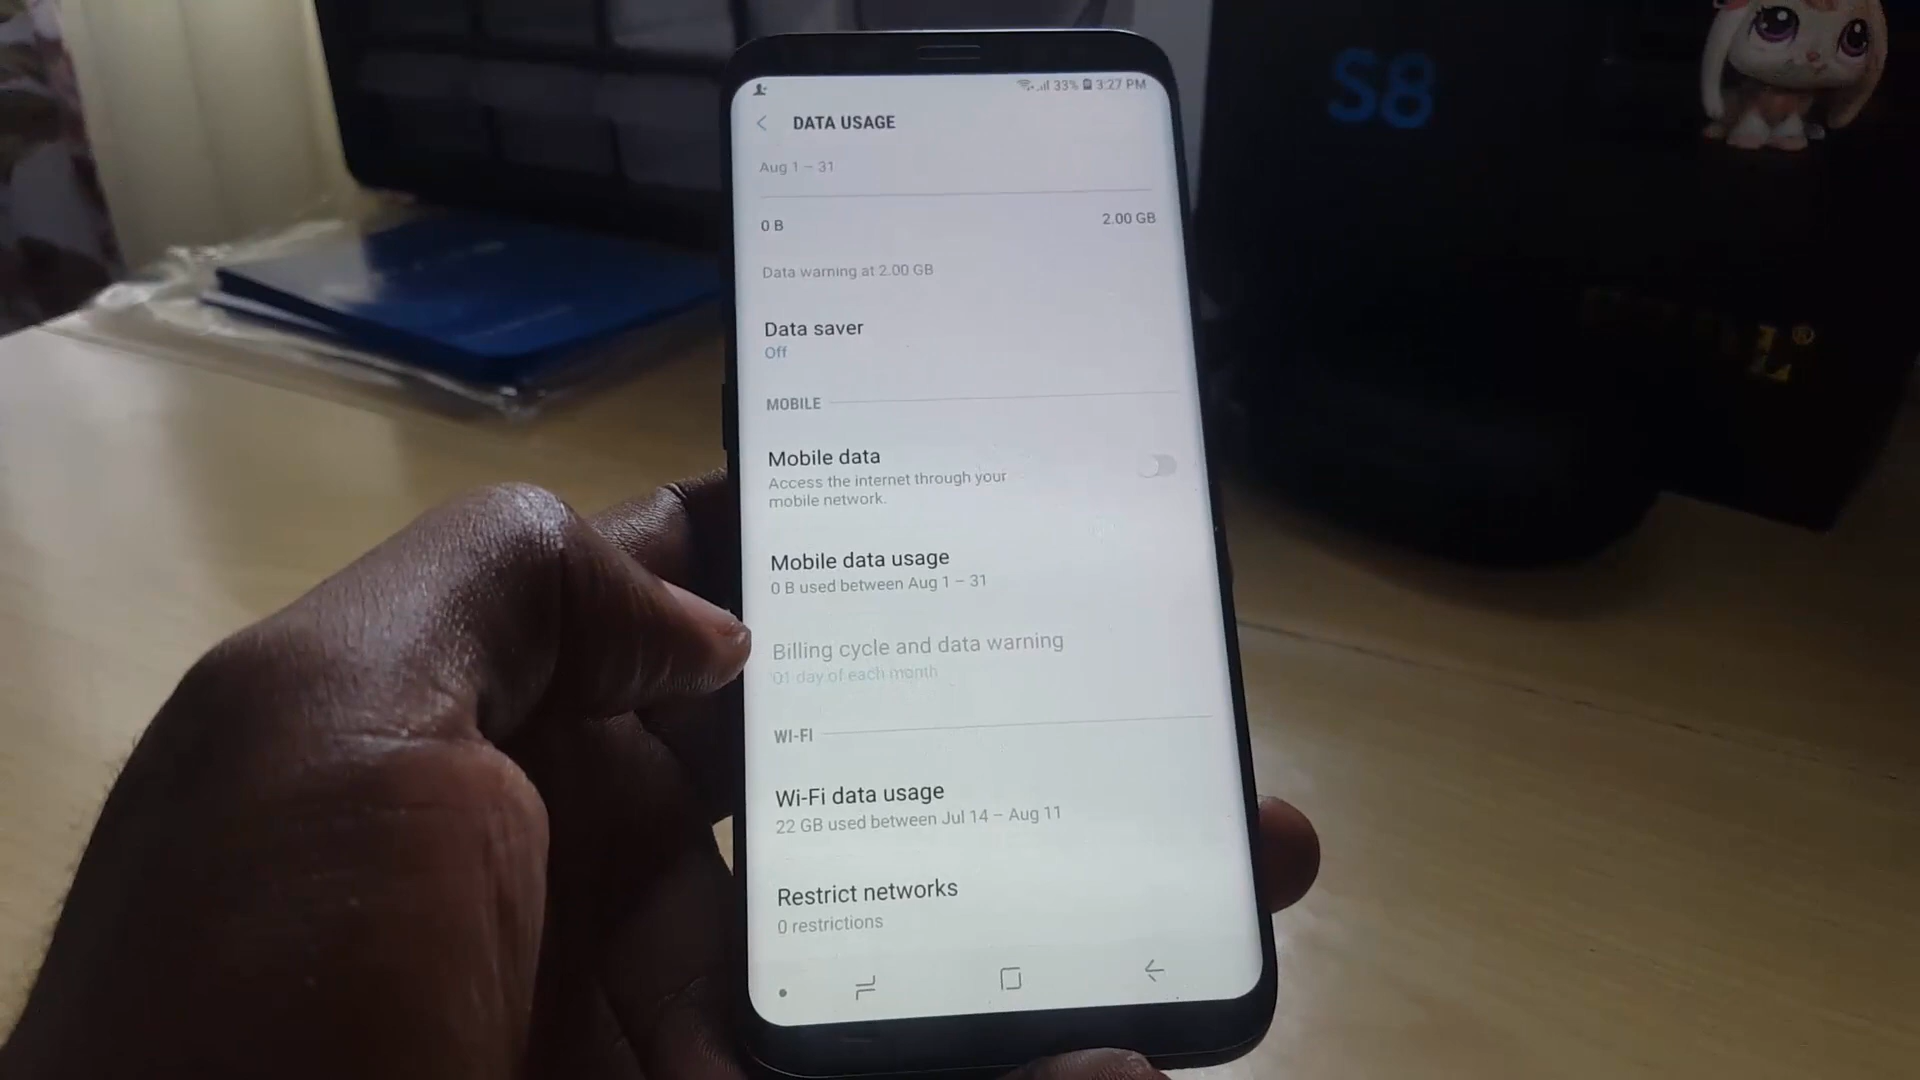 33% 3:27 PM
DATA USAGE
Aug 1 – 31
0 B
2.00 GB
Data warning at 2.00 GB
Data saver
Off
MOBILE
Mobile data
Access the internet through your
mobile network.
Mobile data usage
0 B used between Aug 1 – 31
Billing cycle and data warning
01 day of each month
WI-FI
Wi-Fi data usage
22 GB used between Jul 14 – Aug 11
Restrict networks
0 restrictions
S8